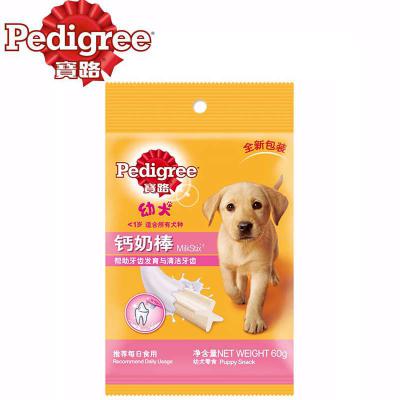 Pedigree
寶路
全新包装
Pedigree
寶路
幼犬
<1岁 适合所有犬种
钙奶棒 MilkStix
帮助牙齿发育与清洁牙齿
推荐每日食用
Recommend Daily Usage
净含量NET WEIGHT 60g
幼犬零食 Puppy Snack